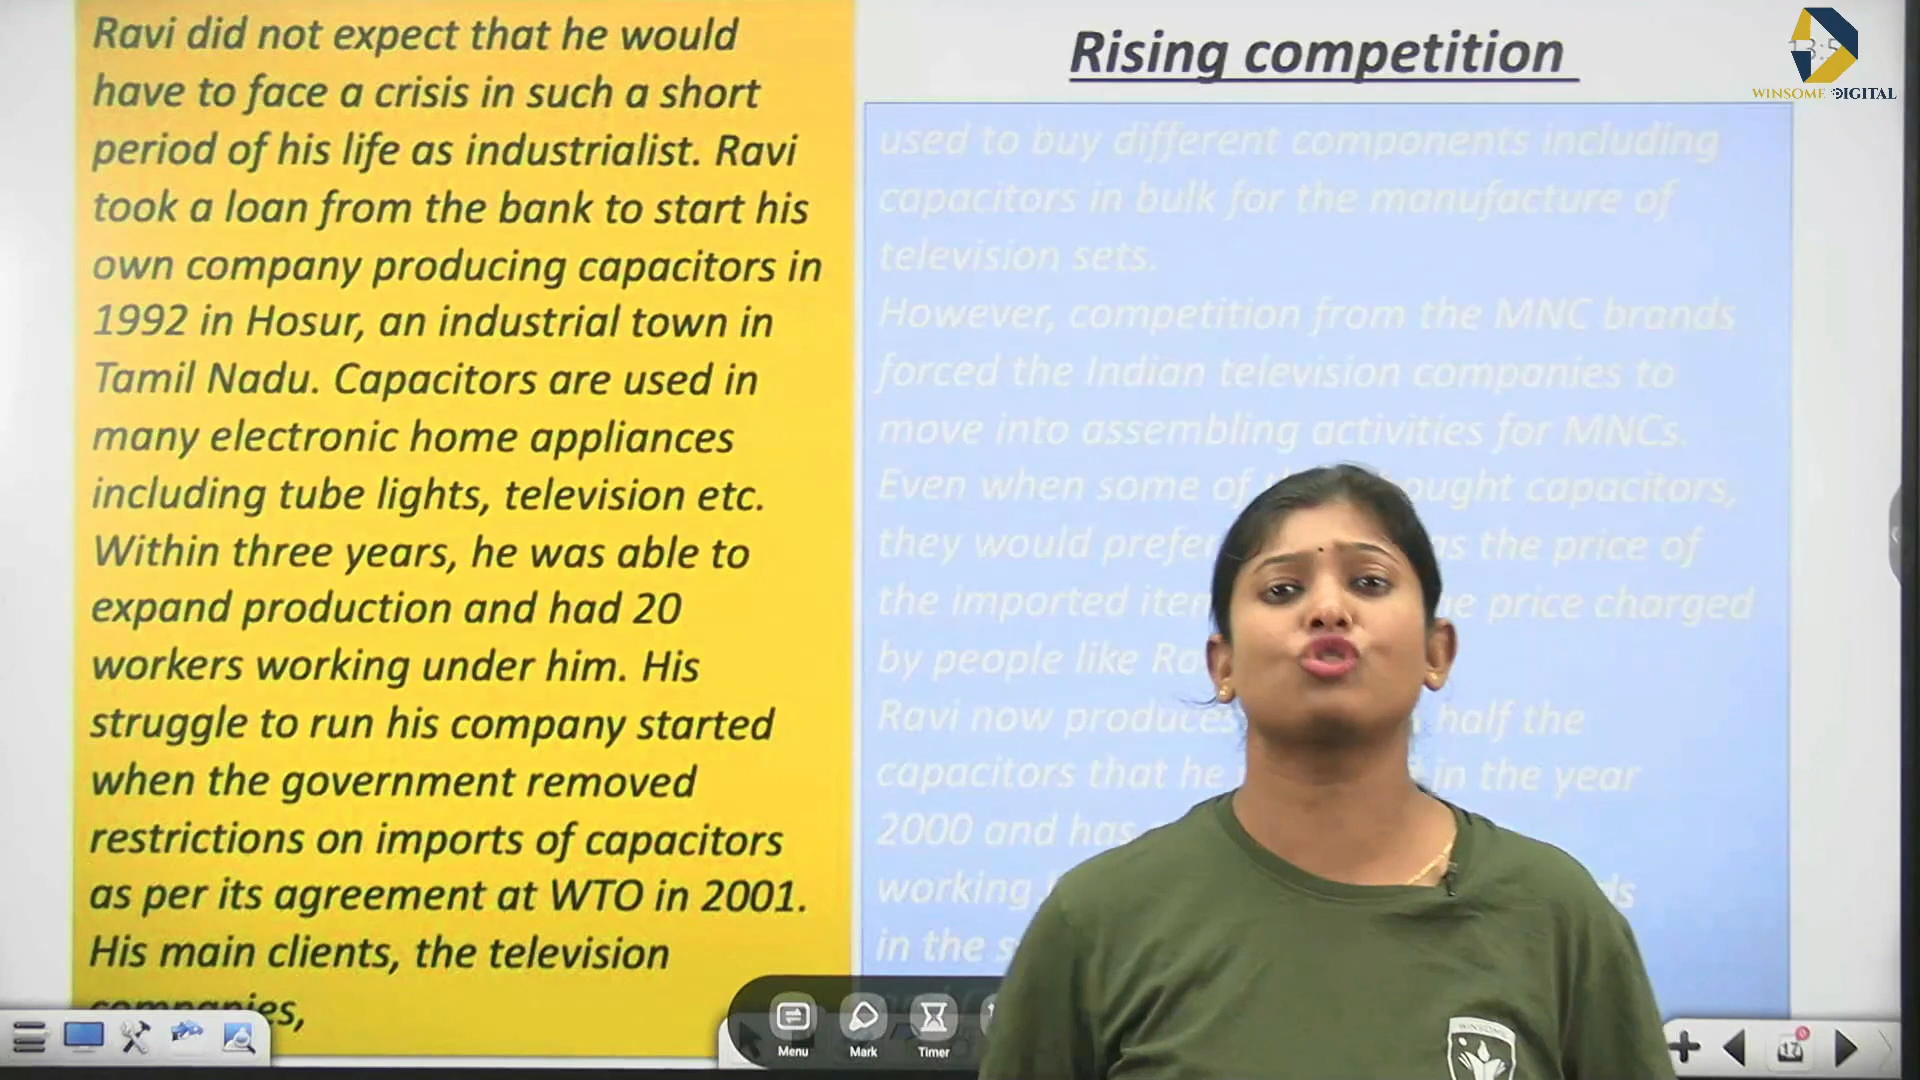 Ravi did not expect that he would
have to face a crisis in such a short
period of his life as industrialist. Ravi
took a loan from the bank to start his
own company producing capacitors in
1992 in Hosur, an industrial town in
Tamil Nadu. Capacitors are used in
many electronic home appliances
including tube lights, television etc.
Within three years, he was able to
expand production and had 20
workers working under him. His
struggle to run his company started
when the government removed
restrictions on imports of capacitors
as per its agreement at WTO in 2001.
His main clients, the television
companies,
Rising competition
used to buy different components including
capacitors in bulk for the manufacture of
television sets.
However, competition from the MNC brands
forced the Indian television companies to
move into assembling activities for MNCs.
Even when some of capacitors,
they would prefer as the price of
the imported price charged
by people like
Ravi now produces half the
capacitors that he in the year
2000 and has
working
in the
WINSOME DIGITAL
Menu Mark Timer
17
WINSOME